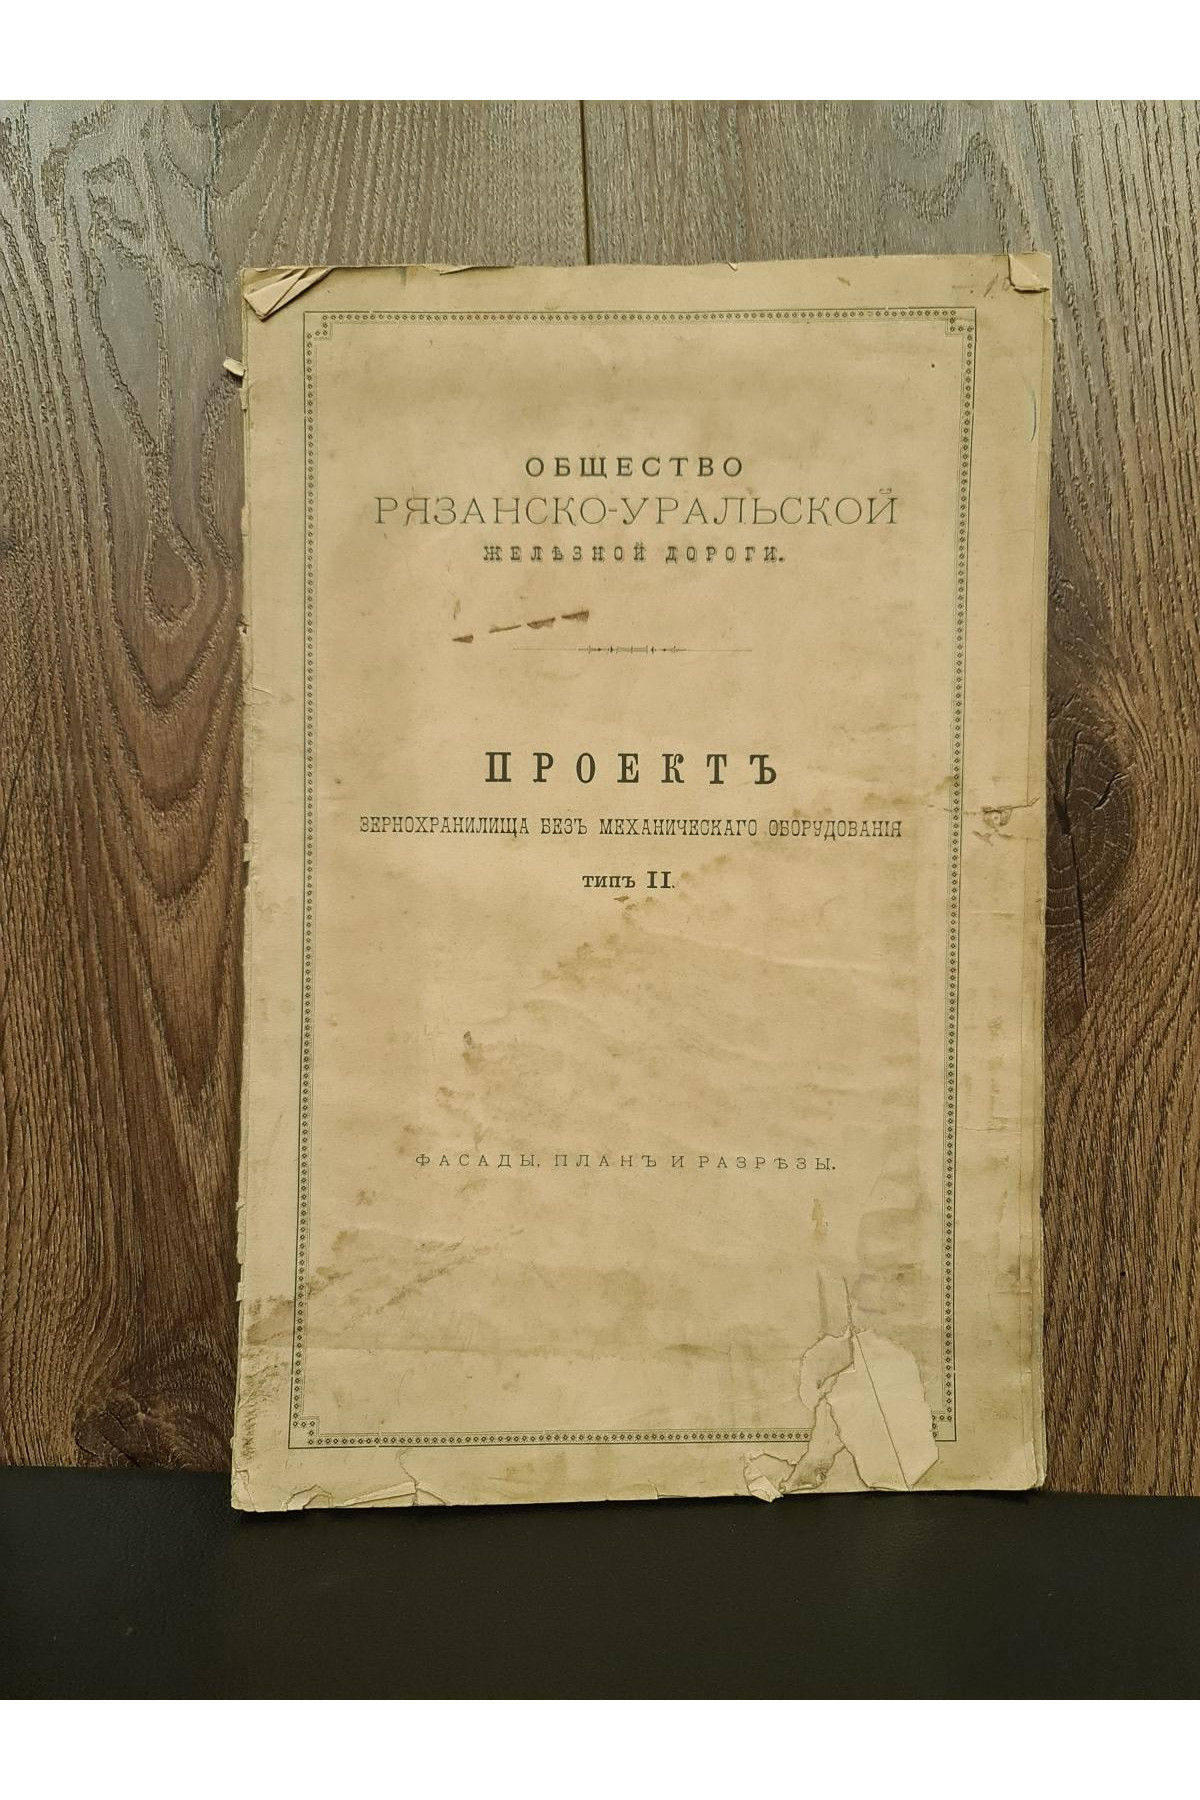 ОБЩЕСТВО
РЯЗАНСКО-УРАЛЬСКОЙ
ЖЕЛѢЗНОЙ ДОРОГИ.
ПРОЕКТЪ
ЗЕРНОХРАНИЛИЩА БЕЗЪ МЕХАНИЧЕСКАГО ОБОРУДОВАНІЯ
ТИПЪ II.
ФАСАДЫ, ПЛАНЪ И РАЗРѢЗЫ.